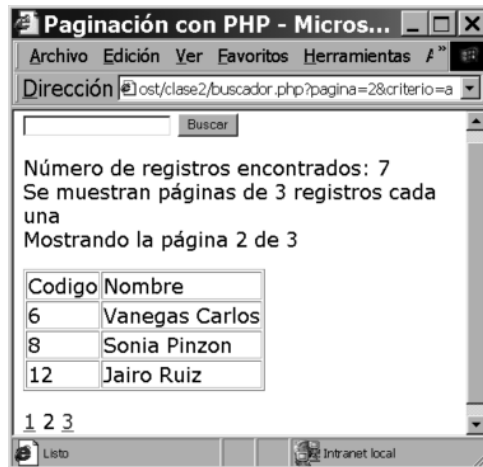 Paginación con PHP - Micros...
Archivo Edición Ver Favoritos Herramientas »
Dirección ost/clase2/buscador.php?pagina=2&criterio=a
Buscar
Número de registros encontrados: 7
Se muestran páginas de 3 registros cada
una
Mostrando la página 2 de 3
Codigo Nombre
6 Vanegas Carlos
8 Sonia Pinzon
12 Jairo Ruiz
1 2 3
Listo Intranet local